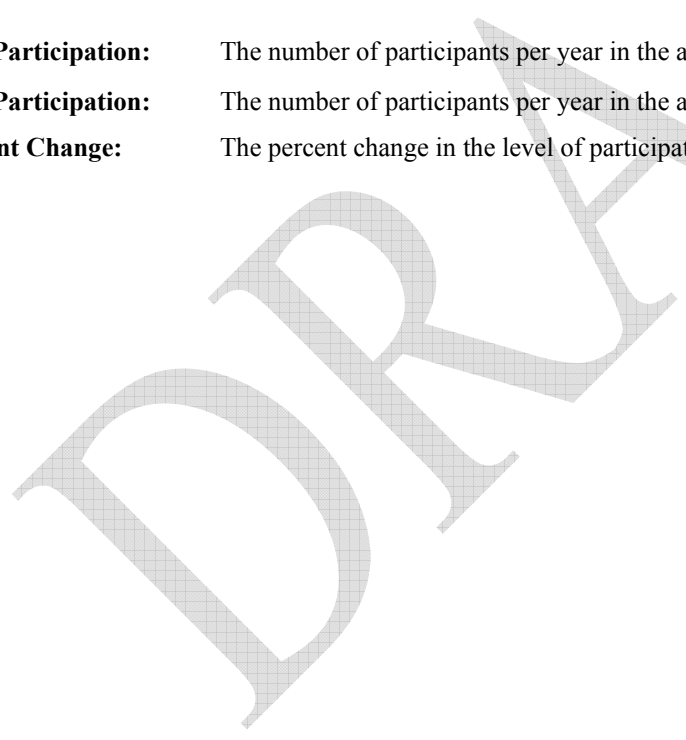 Participation: The number of participants per year in the a
Participation: The number of participants per year in the a
nt Change: The percent change in the level of participat
DRA